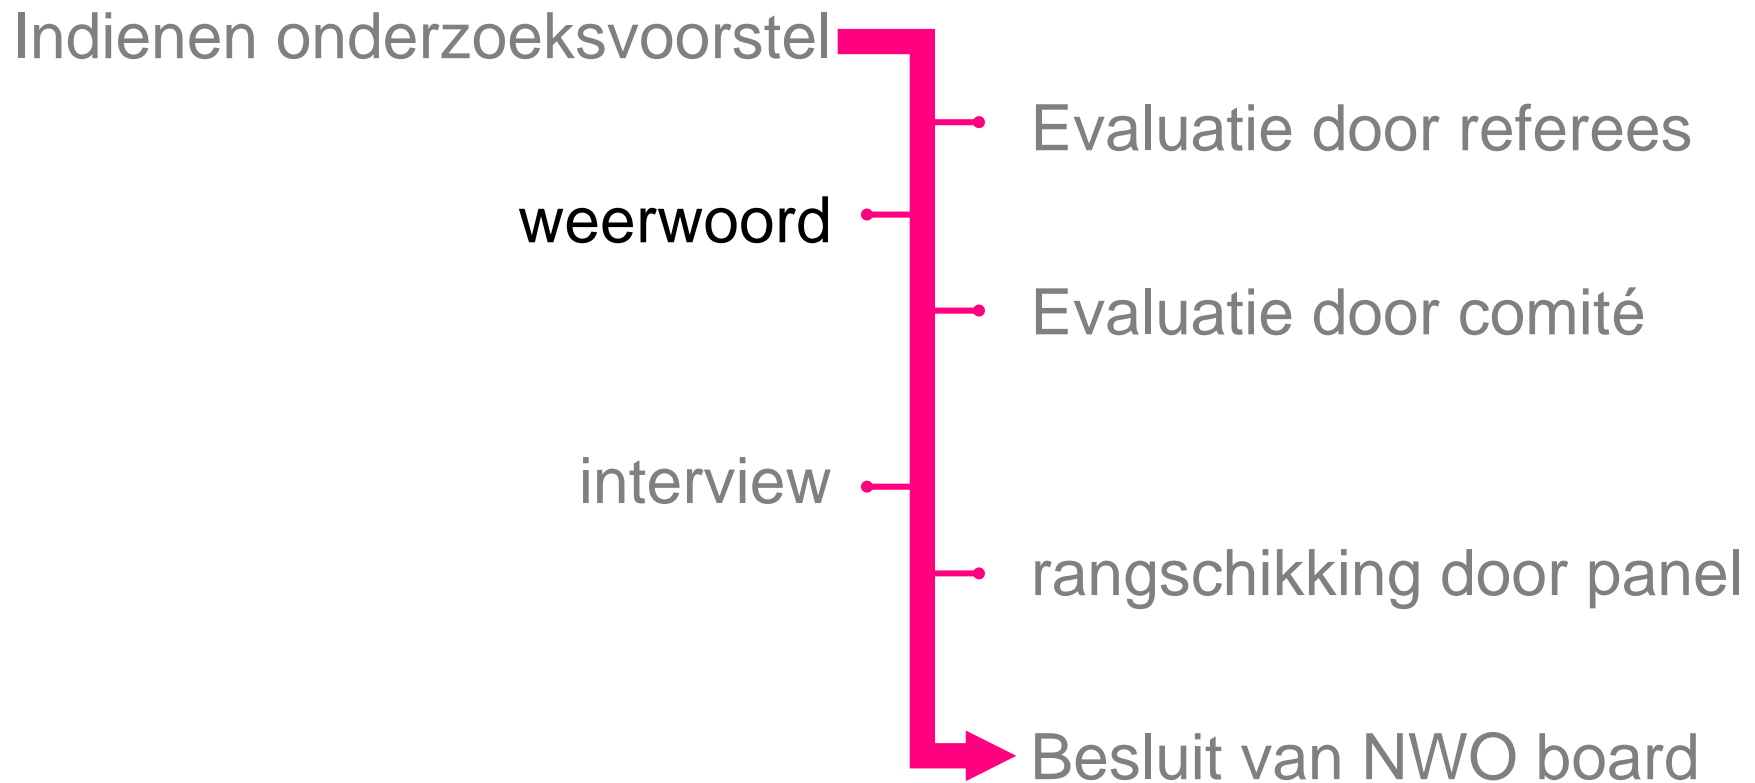 Indienen onderzoeksvoorstel
Evaluatie door referees
weerwoord
Evaluatie door comité
interview
rangschikking door panel
Besluit van NWO board